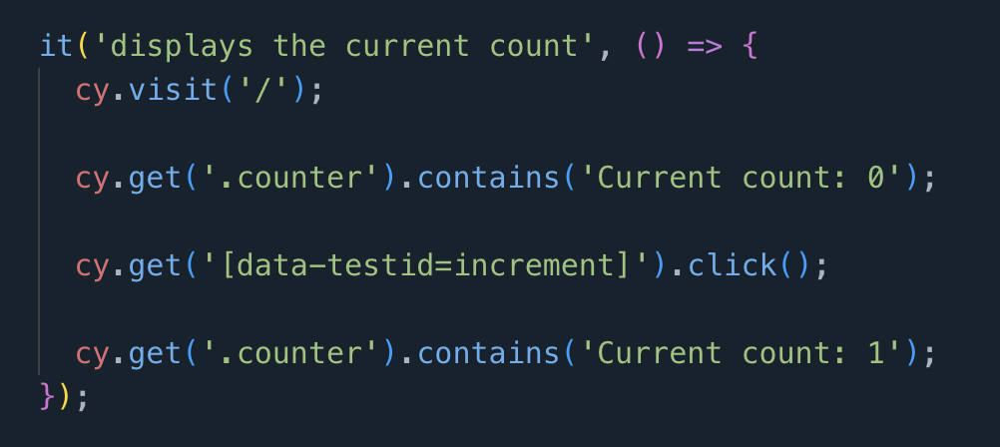 it('displays the current count', () => {
  cy.visit('/');
  cy.get('.counter').contains('Current count: 0');
  cy.get('[data-testid=increment]').click();
  cy.get('.counter').contains('Current count: 1');
});